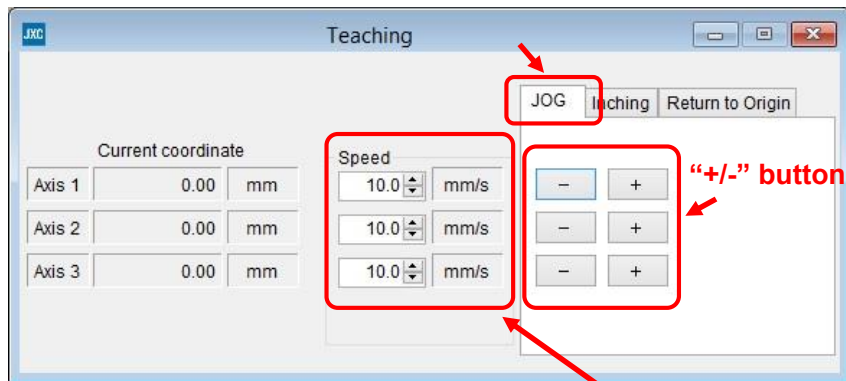 JXC Teaching
JOG Inching Return to Origin
Current coordinate Speed
“+/-” button
Axis 1 0.00 mm 10.0 mm/s − +
Axis 2 0.00 mm 10.0 mm/s − +
Axis 3 0.00 mm 10.0 mm/s − +